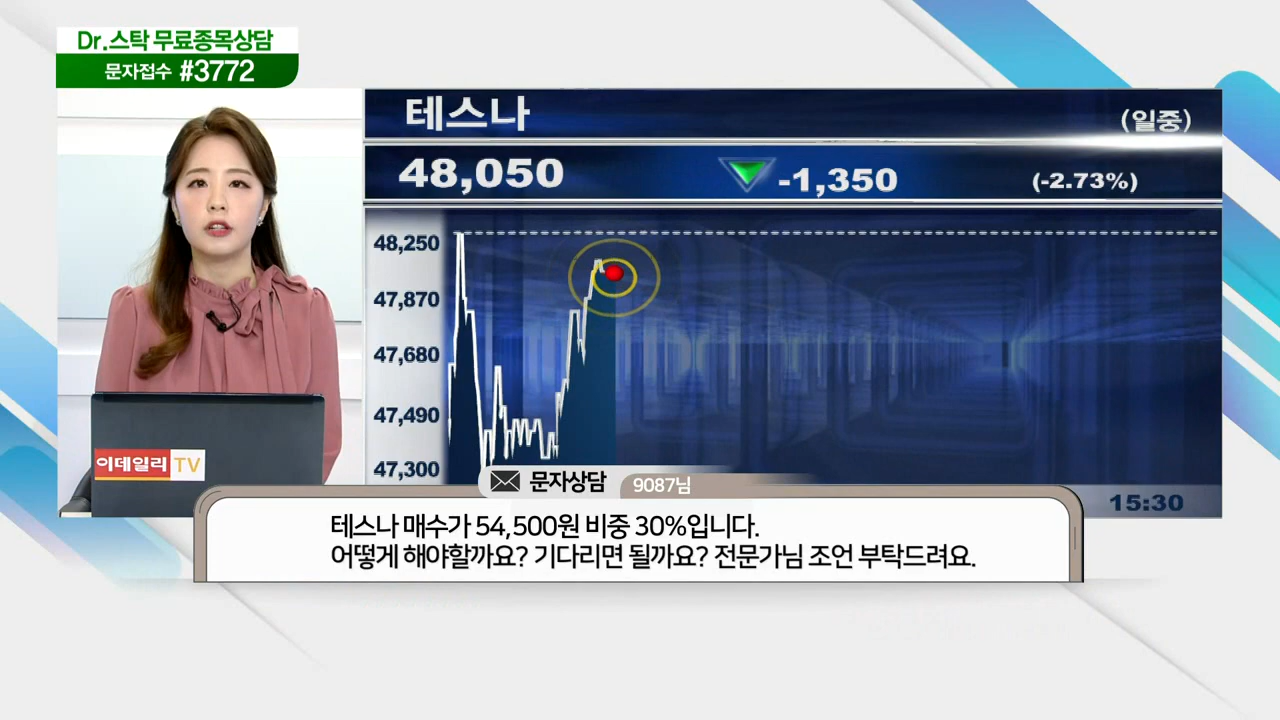 Dr.스탁 무료종목상담
문자접수 #3772
테스나
(일중)
48,050
-1,350
(-2.73%)
48,250
47,870
47,680
47,490
47,300
15:30
이데일리 TV
문자상담
9087님
테스나 매수가 54,500원 비중 30%입니다.
어떻게 해야할까요? 기다리면 될까요? 전문가님 조언 부탁드려요.